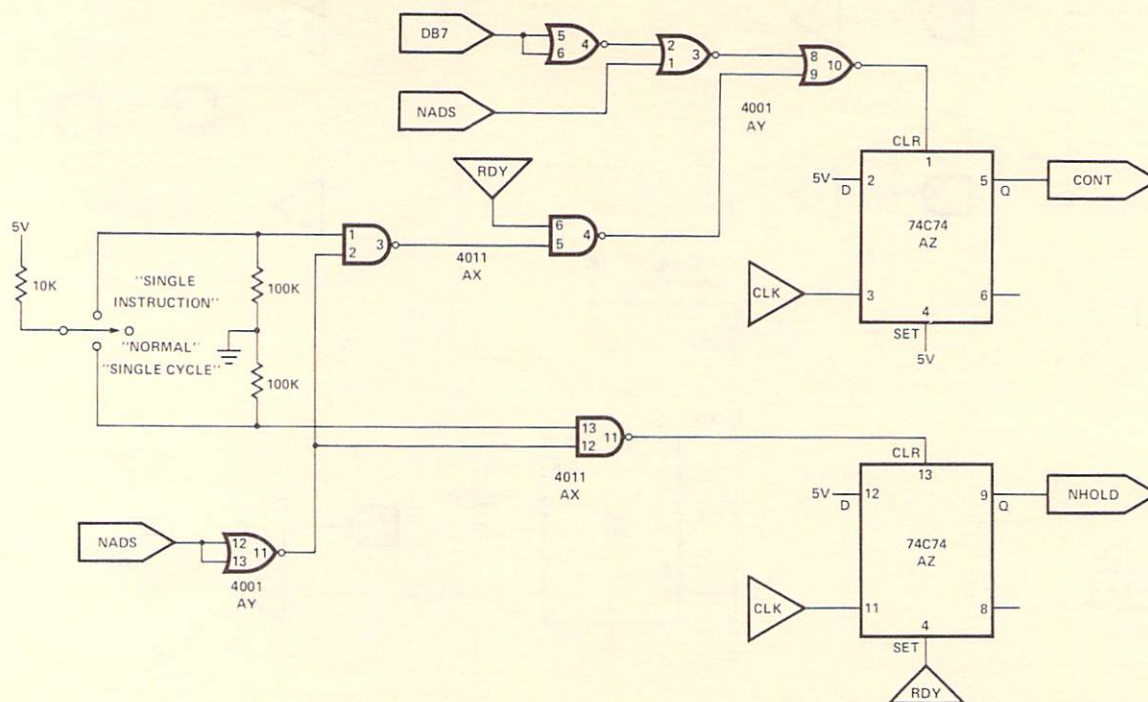 DB7
5
6
4
2
1
3
8
9
10
NADS
4001
AY
CLR
1
5V
D
2
5
Q
CONT
74C74
AZ
CLK
3
6
4
SET
5V
RDY
6
5
4
1
2
3
4011
AX
5V
10K
"SINGLE
INSTRUCTION"
"NORMAL"
"SINGLE CYCLE"
100K
100K
13
12
11
4011
AX
CLR
13
5V
D
12
9
Q
NHOLD
74C74
AZ
NADS
12
13
11
4001
AY
CLK
11
8
4
SET
RDY